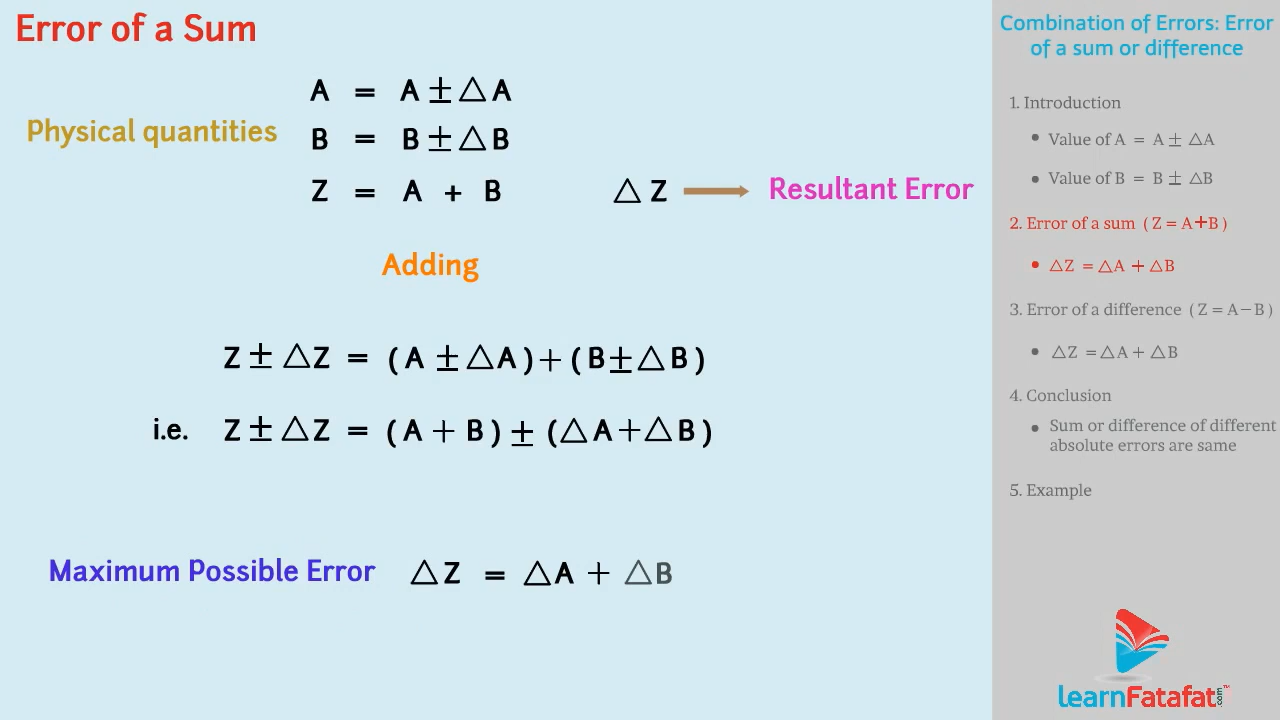 Error of a Sum
A = A ± △A
Physical quantities
B = B ± △B
Z = A + B
△Z
Resultant Error
Adding
Z ± △Z = (A ± △A) + (B ± △B)
i.e. Z ± △Z = (A + B) ± (△A + △B)
Maximum Possible Error △Z = △A + △B
Combination of Errors: Error
of a sum or difference
1. Introduction
• Value of A = A ± △A
• Value of B = B ± △B
2. Error of a sum (Z = A+B)
• △Z = △A + △B
3. Error of a difference (Z = A−B)
• △Z = △A + △B
4. Conclusion
• Sum or difference of different
absolute errors are same
5. Example
learnFatafat.com™